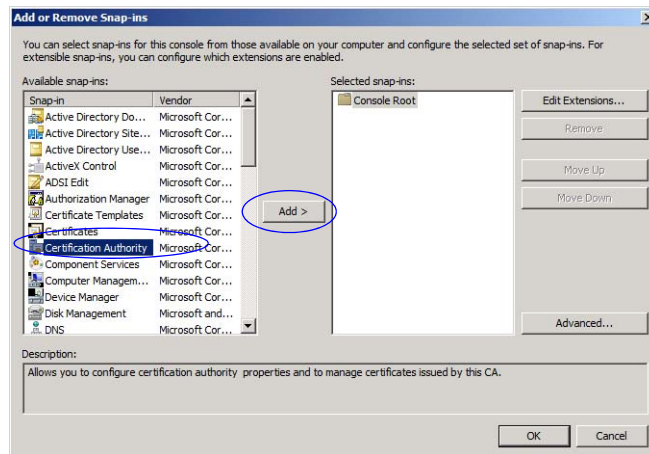 Add or Remove Snap-ins
You can select snap-ins for this console from those available on your computer and configure the selected set of snap-ins. For
extensible snap-ins, you can configure which extensions are enabled.
Available snap-ins:
Selected snap-ins:
Snap-in Vendor
Active Directory Do... Microsoft Cor...
Active Directory Site... Microsoft Cor...
Active Directory Use... Microsoft Cor...
ActiveX Control Microsoft Cor...
ADSI Edit Microsoft Cor...
Authorization Manager Microsoft Cor...
Certificate Templates Microsoft Cor...
Certificates Microsoft Cor...
Certification Authority Microsoft Cor...
Component Services Microsoft Cor...
Computer Managem... Microsoft Cor...
Device Manager Microsoft Cor...
Disk Management Microsoft and...
DNS Microsoft Cor...
Add >
Console Root
Edit Extensions...
Remove
Move Up
Move Down
Advanced...
Description:
Allows you to configure certification authority properties and to manage certificates issued by this CA.
OK
Cancel